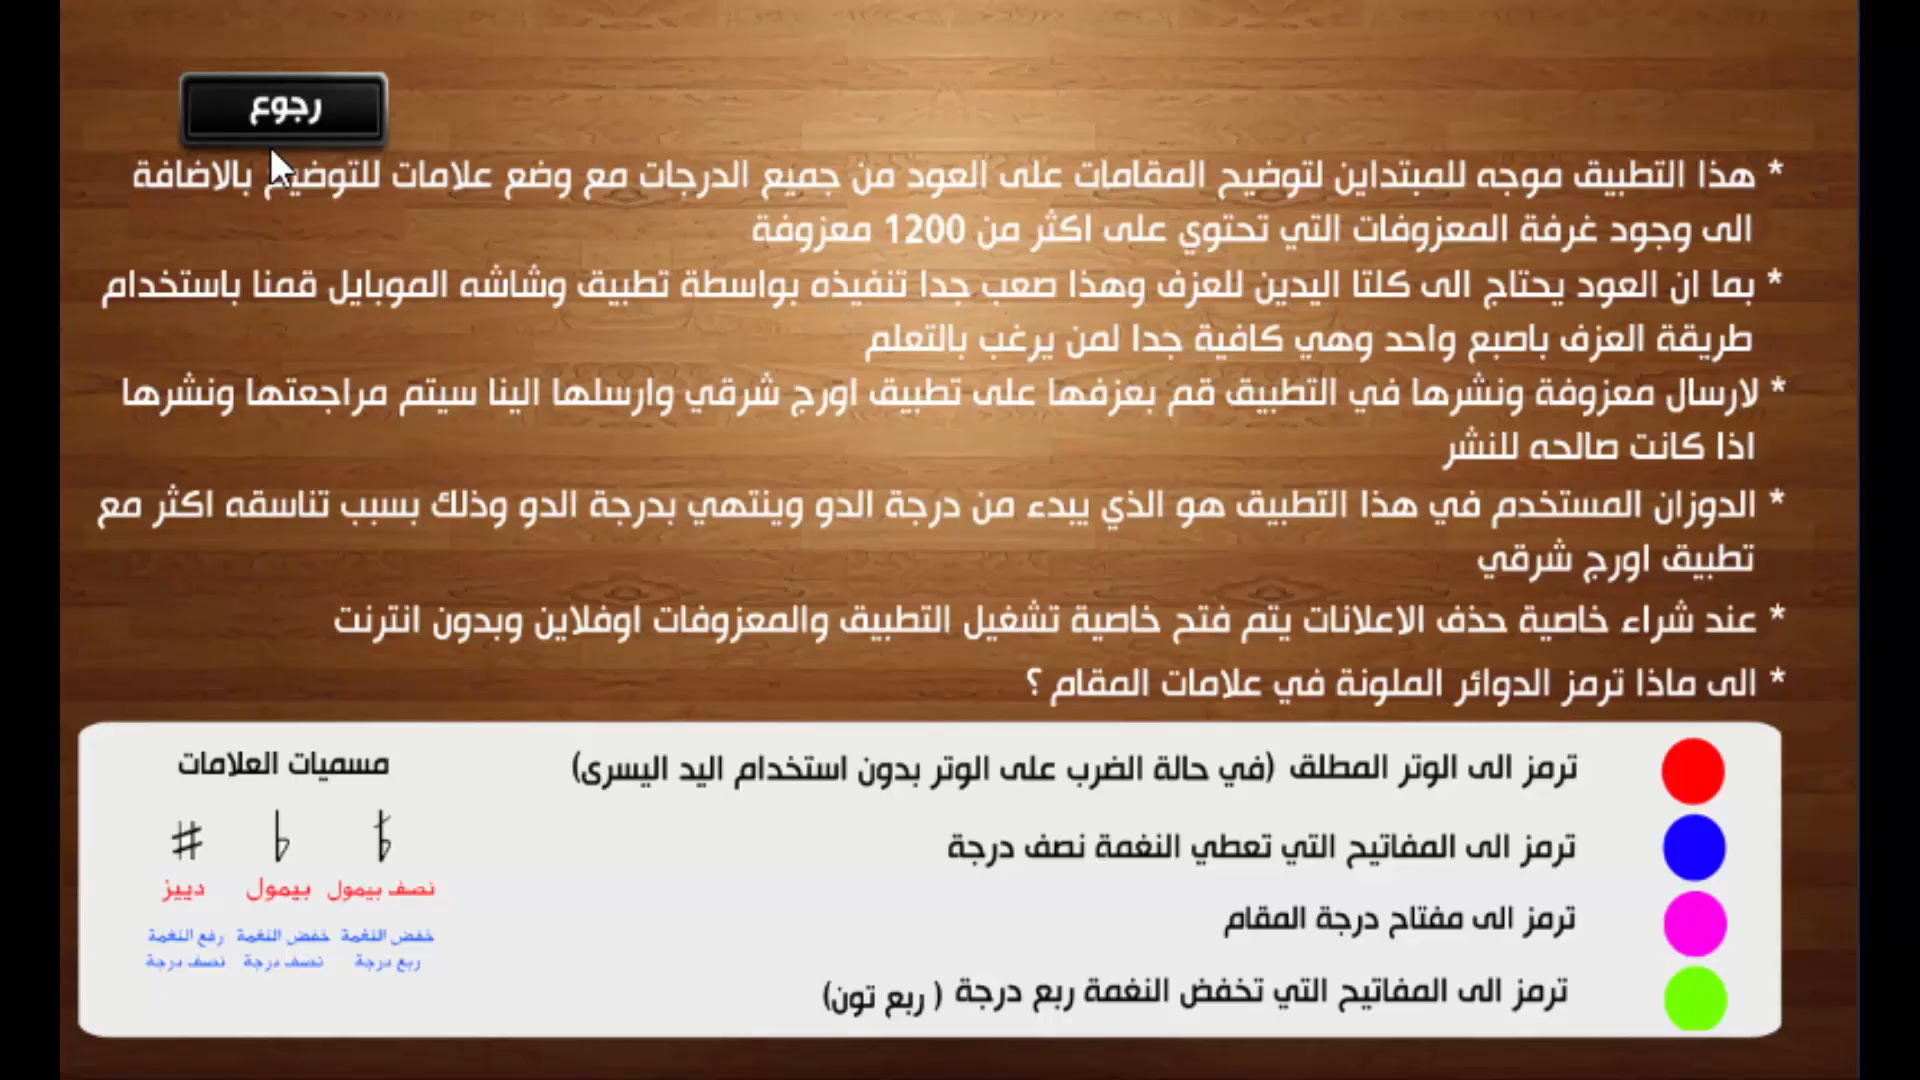 رجوع
* هذا التطبيق موجه للمبتداين لتوضيح المقامات على العود من جميع الدرجات مع وضع علامات للتوضيح بالاضافة
الى وجود غرفة المعزوفات التي تحتوي على اكثر من 1200 معزوفة
* بما ان العود يحتاج الى كلتا اليدين للعزف وهذا صعب جدا تنفيذه بواسطة تطبيق وشاشه الموبايل قمنا باستخدام
طريقة العزف باصبع واحد وهي كافية جدا لمن يرغب بالتعلم
* لارسال معزوفة ونشرها في التطبيق قم بعزفها على تطبيق اورج شرقي وارسلها الينا سيتم مراجعتها ونشرها
اذا كانت صالحه للنشر
* الدوزان المستخدم في هذا التطبيق هو الذي يبدء من درجة الدو وينتهي بدرجة الدو وذلك بسبب تناسقه اكثر مع
تطبيق اورج شرقي
* عند شراء خاصية حذف الاعلانات يتم فتح خاصية تشغيل التطبيق والمعزوفات اوفلاين وبدون انترنت
* الى ماذا ترمز الدوائر الملونة في علامات المقام ؟
ترمز الى الوتر المطلق (في حالة الضرب على الوتر بدون استخدام اليد اليسرى)
ترمز الى المفاتيح التي تعطي النغمة نصف درجة
ترمز الى مفتاح درجة المقام
ترمز الى المفاتيح التي تخفض النغمة ربع درجة ( ربع تون)
مسميات العلامات
نصف بيمول بيمول دييز
خفض النغمة خفض النغمة رفع النغمة
ربع درجة نصف درجة نصف درجة